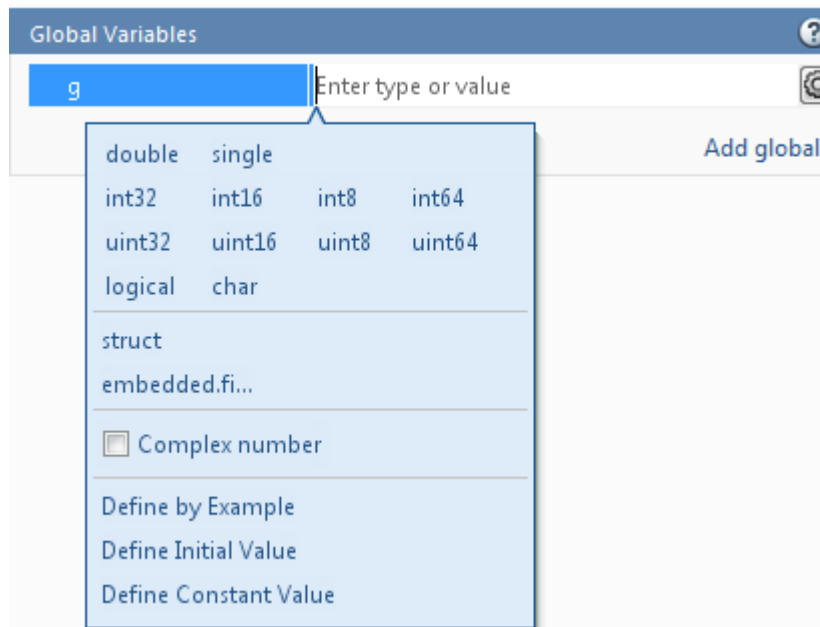 Global Variables ?
g Enter type or value
Add global
double single
int32 int16 int8 int64
uint32 uint16 uint8 uint64
logical char
struct
embedded.fi...
Complex number
Define by Example
Define Initial Value
Define Constant Value